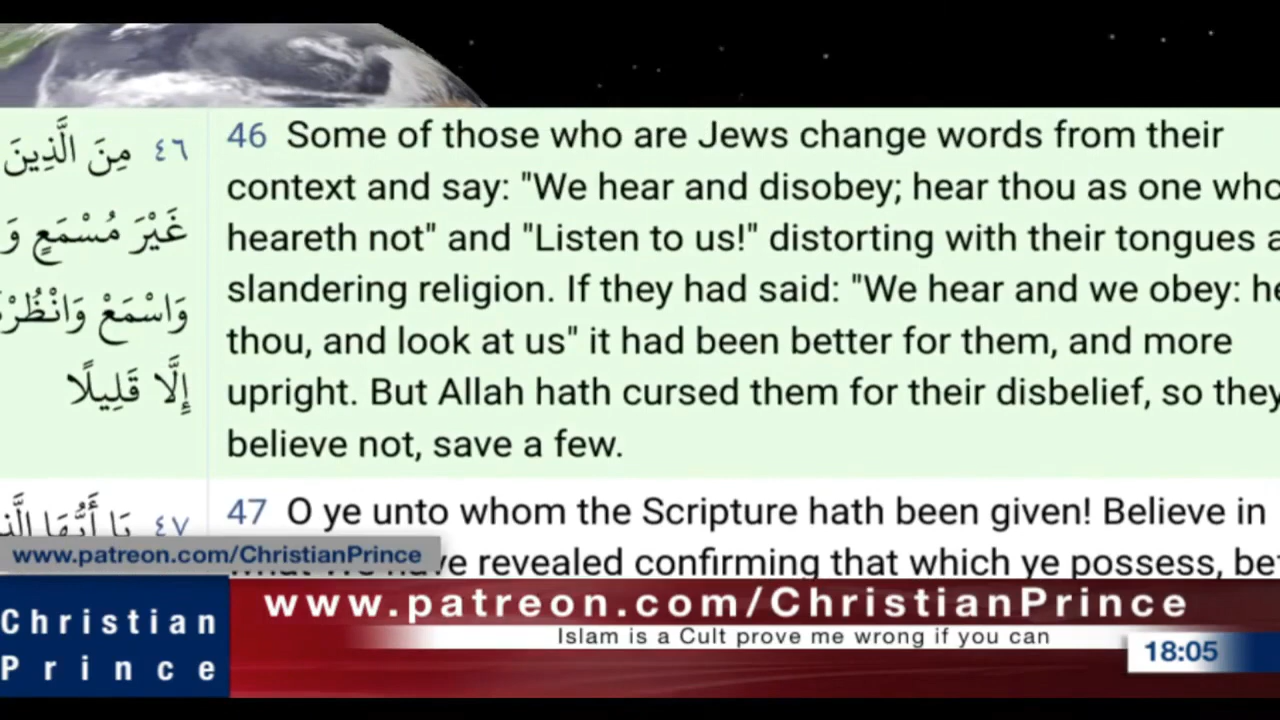 ٤٦ مِنَ الَّذِينَ
غَيْرَ مُسْمَعٍ وَ
وَاسْمَعْ وَانْظُرْ
إِلَّا قَلِيلًا
46 Some of those who are Jews change words from their
context and say: "We hear and disobey; hear thou as one who
heareth not" and "Listen to us!" distorting with their tongues a
slandering religion. If they had said: "We hear and we obey: he
thou, and look at us" it had been better for them, and more
upright. But Allah hath cursed them for their disbelief, so they
believe not, save a few.
٤٧ يَا أَيُّهَا
47 O ye unto whom the Scripture hath been given! Believe in
what We have revealed confirming that which ye possess, be
www.patreon.com/ChristianPrince
Christian
Prince
www.patreon.com/ChristianPrince
Islam is a Cult prove me wrong if you can
18:05